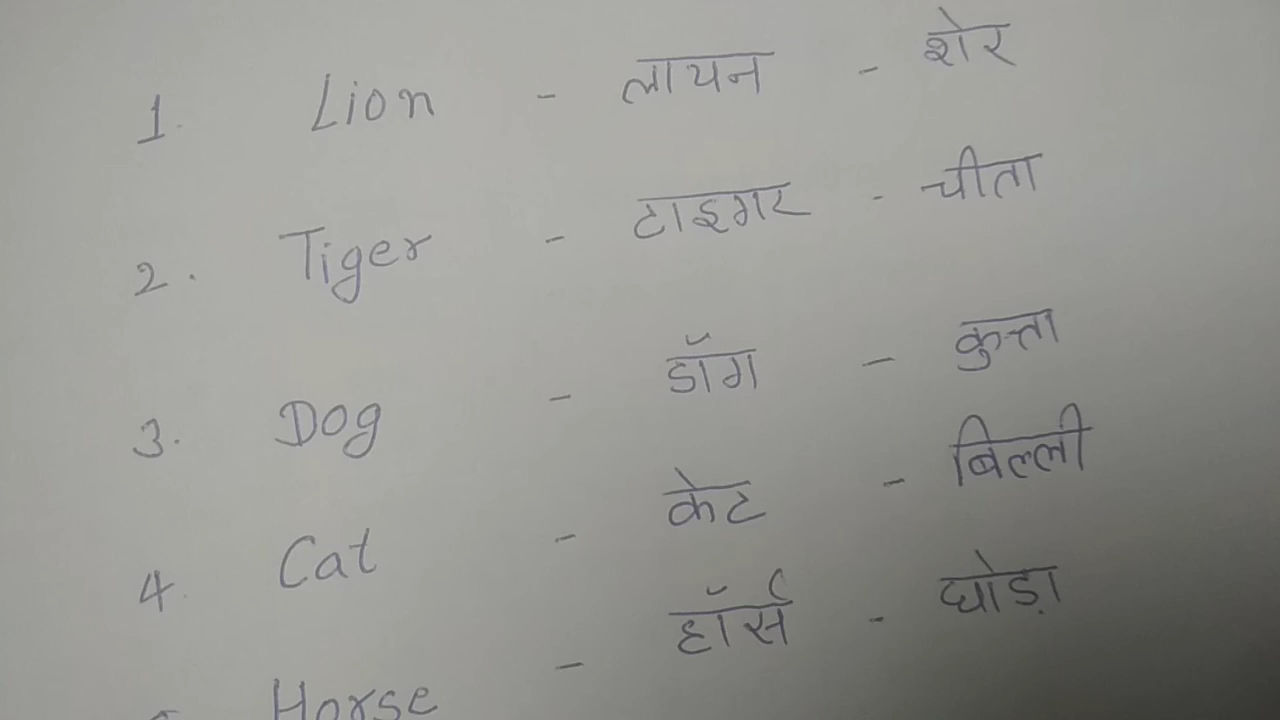 1. Lion - लायन - शेर
2. Tiger - टाइगर - चीता
3. Dog - डॉग - कुत्ता
4. Cat - केट - बिल्ली
Horse - हॉर्स - घोड़ा